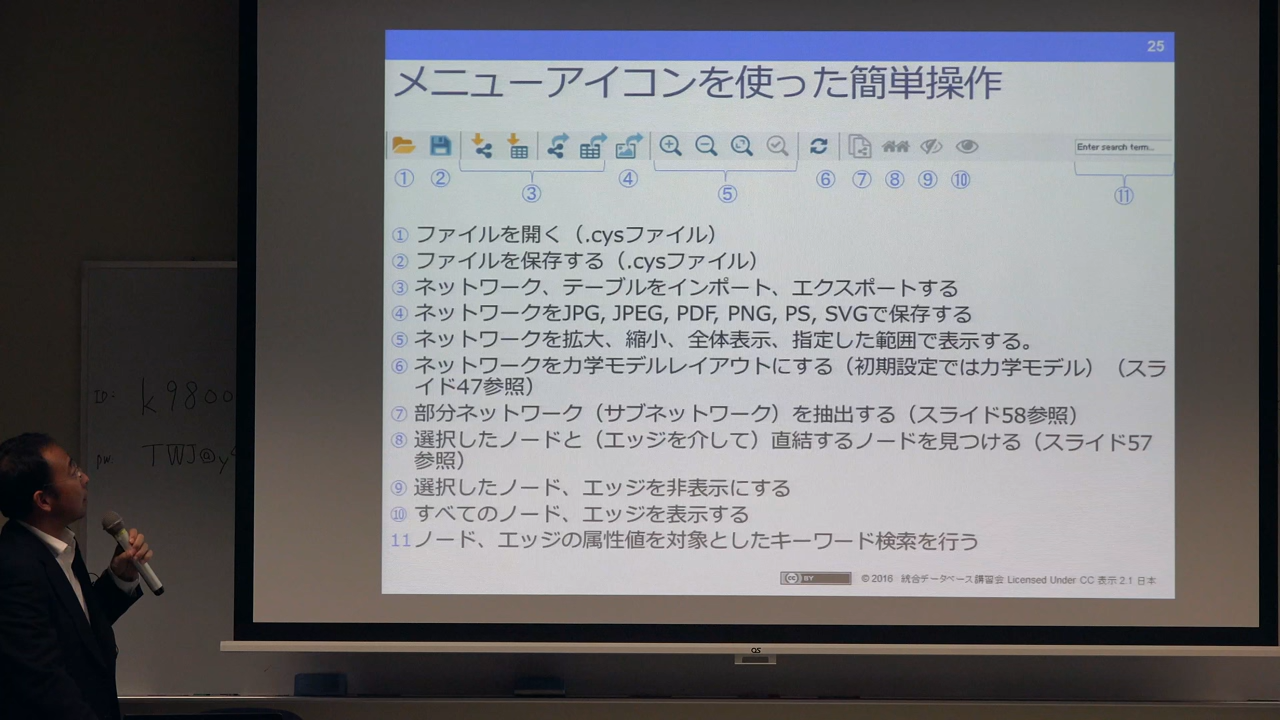 25
メニューアイコンを使った簡単操作
Enter search term...
① ② ③ ④ ⑤ ⑥ ⑦ ⑧ ⑨ ⑩ ⑪
① ファイルを開く（.cysファイル）
② ファイルを保存する（.cysファイル）
③ ネットワーク、テーブルをインポート、エクスポートする
④ ネットワークをJPG, JPEG, PDF, PNG, PS, SVGで保存する
⑤ ネットワークを拡大、縮小、全体表示、指定した範囲で表示する。
⑥ ネットワークを力学モデルレイアウトにする（初期設定では力学モデル）（スラ
イド47参照）
⑦ 部分ネットワーク（サブネットワーク）を抽出する（スライド58参照）
⑧ 選択したノードと（エッジを介して）直結するノードを見つける（スライド57
参照）
⑨ 選択したノード、エッジを非表示にする
⑩ すべてのノード、エッジを表示する
11 ノード、エッジの属性値を対象としたキーワード検索を行う
cc BY © 2016 統合データベース講習会 Licensed Under CC 表示 2.1 日本
ID: k9800
pw. TWJ@y
OS